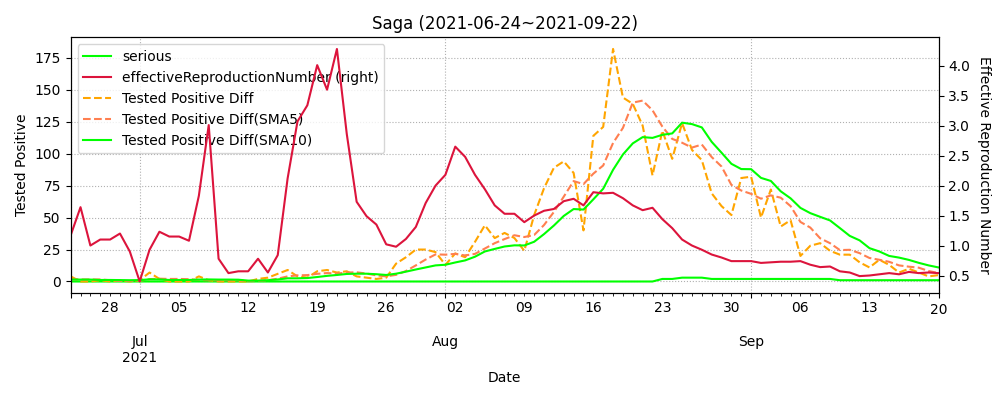 Saga (2021-06-24~2021-09-22)
serious
effectiveReproductionNumber (right)
Tested Positive Diff
Tested Positive Diff(SMA5)
Tested Positive Diff(SMA10)
Tested Positive
175
150
125
100
75
50
25
0
4.0
3.5
3.0
2.5
2.0
1.5
1.0
0.5
Effective Reproduction Number
28 05 12 19 26 02 09 16 23 30 06 13 20
Jul Aug Sep
2021
Date